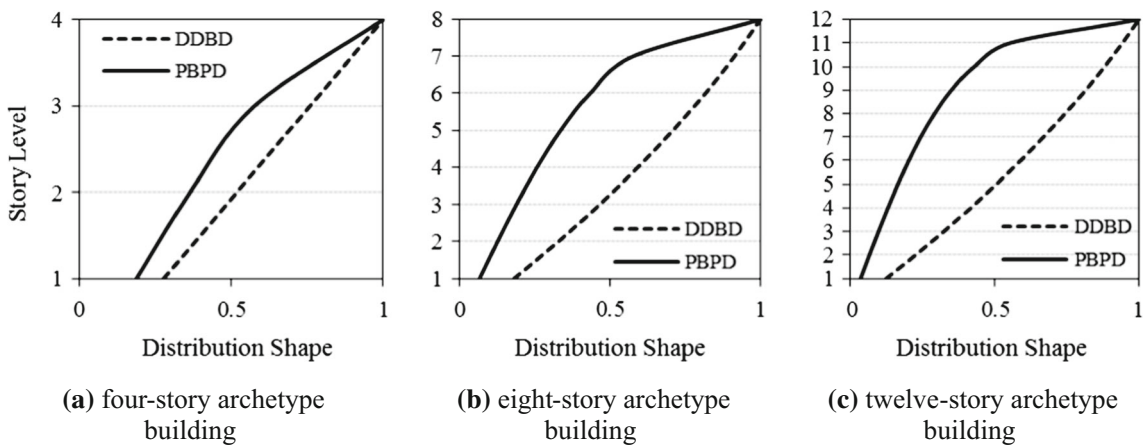 4
3
2
1
Story Level
DDBD
PBPD
0 0.5 1
Distribution Shape
(a) four-story archetype
building
8
7
6
5
4
3
2
1
DDBD
PBPD
0 0.5 1
Distribution Shape
(b) eight-story archetype
building
12
11
10
9
8
7
6
5
4
3
2
1
DDBD
PBPD
0 0.5 1
Distribution Shape
(c) twelve-story archetype
building